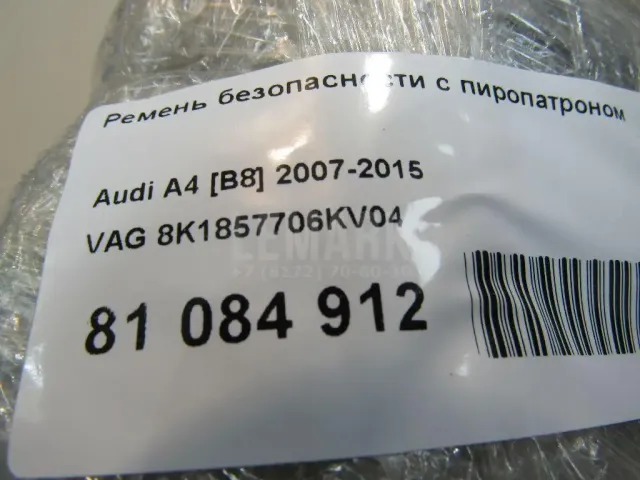 Ремень безопасности с пиропатроном
Audi A4 [B8] 2007-2015
VAG 8K1857706KV04
81 084 912